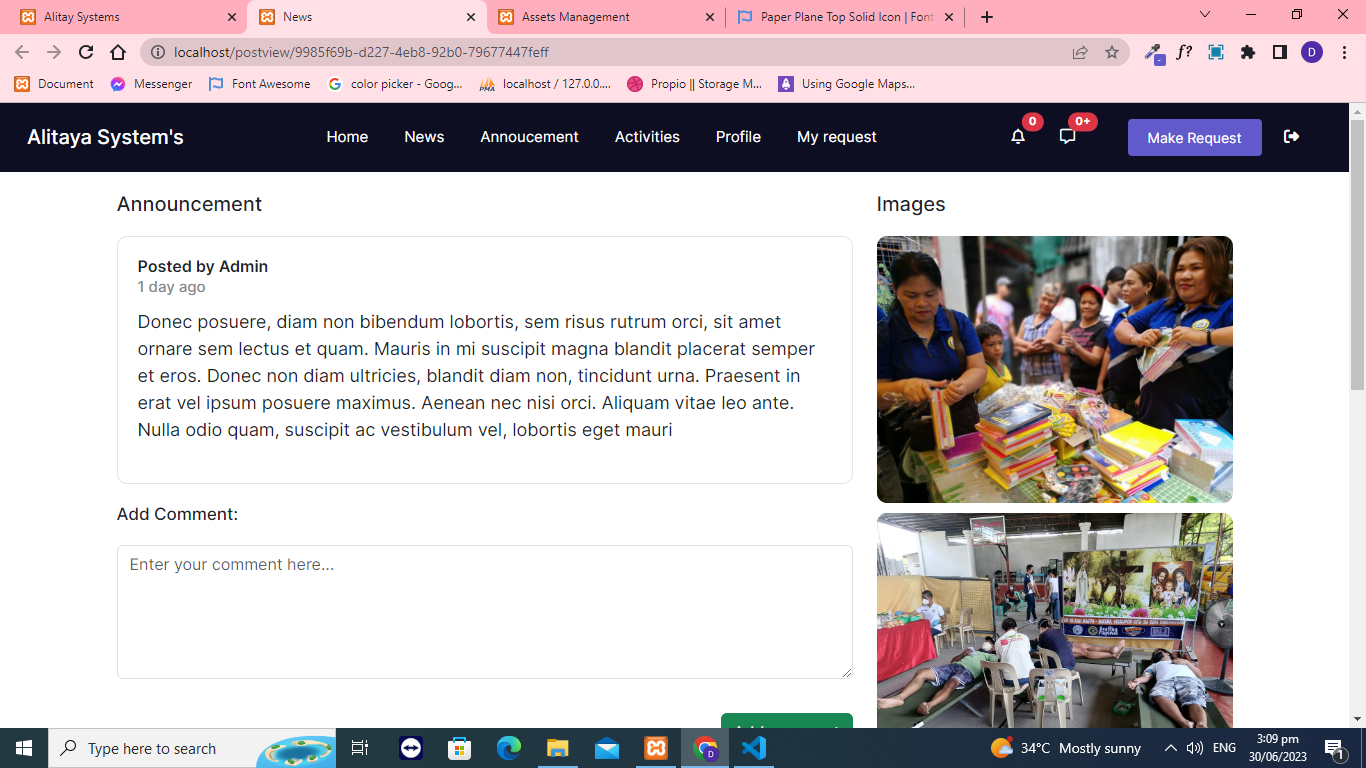 Alitay Systems
News
Assets Management
Paper Plane Top Solid Icon | Font
localhost/postview/9985f69b-d227-4eb8-92b0-79677447feff
f?
D
Document
Messenger
Font Awesome
color picker - Goog...
localhost / 127.0.0....
Propio || Storage M...
Using Google Maps...
Alitaya System's
Home
News
Annoucement
Activities
Profile
My request
0
0+
Make Request
Announcement
Images
Posted by Admin
1 day ago
Donec posuere, diam non bibendum lobortis, sem risus rutrum orci, sit amet
ornare sem lectus et quam. Mauris in mi suscipit magna blandit placerat semper
et eros. Donec non diam ultricies, blandit diam non, tincidunt urna. Praesent in
erat vel ipsum posuere maximus. Aenean nec nisi orci. Aliquam vitae leo ante.
Nulla odio quam, suscipit ac vestibulum vel, lobortis eget mauri
Add Comment:
Enter your comment here...
Type here to search
34°C Mostly sunny
ENG
3:09 pm
30/06/2023
1